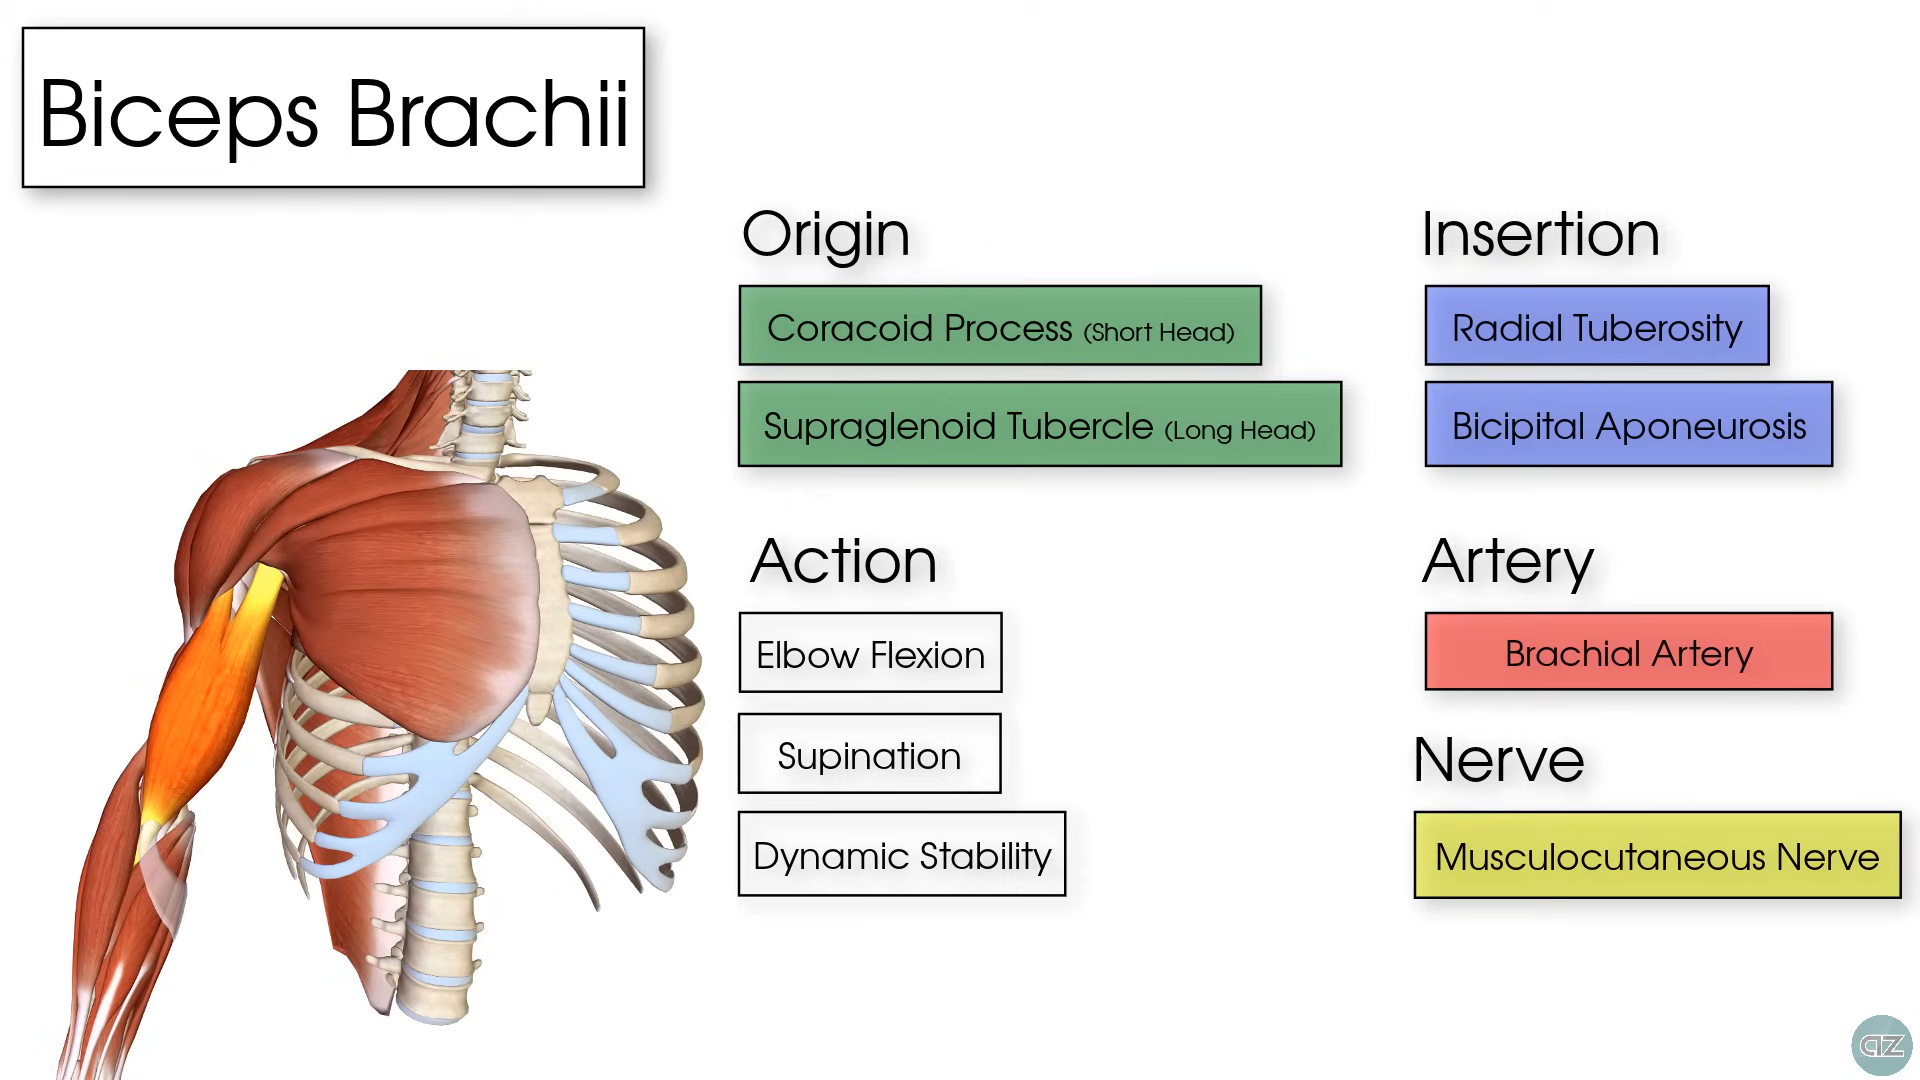 Biceps Brachii
Origin
Coracoid Process (Short Head)
Supraglenoid Tubercle (Long Head)
Insertion
Radial Tuberosity
Bicipital Aponeurosis
Action
Elbow Flexion
Supination
Dynamic Stability
Artery
Brachial Artery
Nerve
Musculocutaneous Nerve